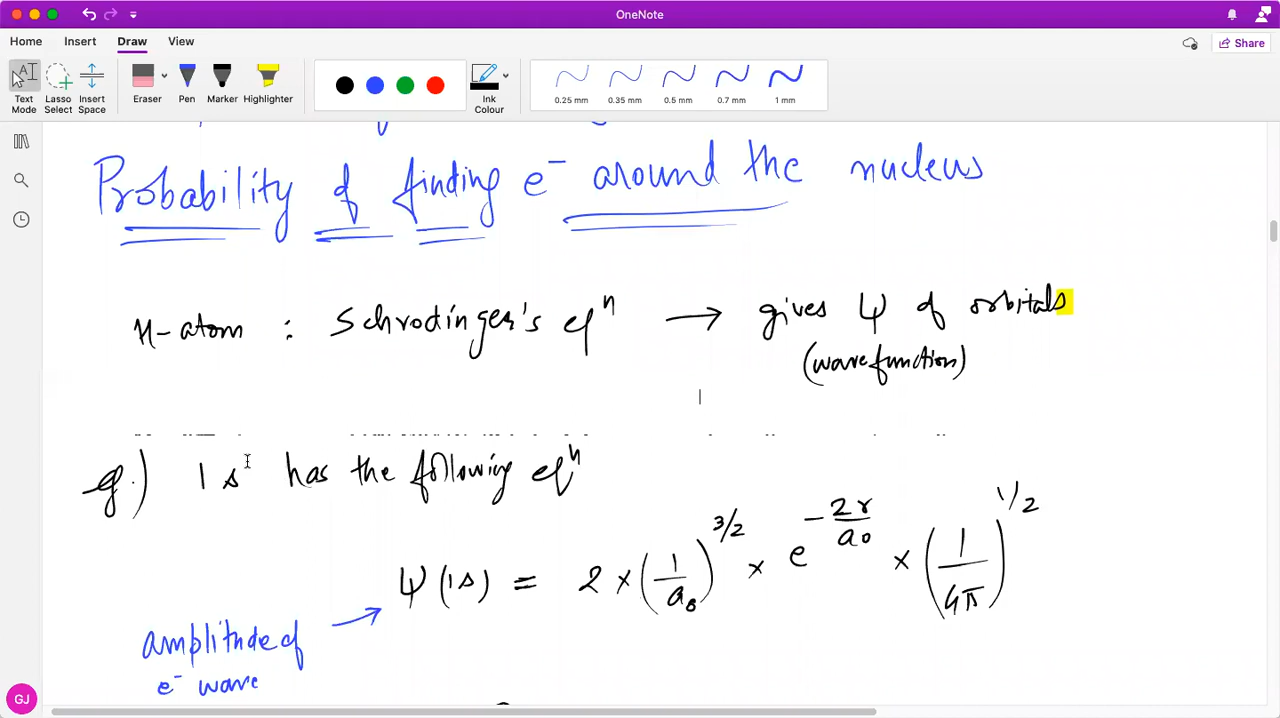 OneNote
Home Insert Draw View
Share
Text Mode
Lasso Select
Insert Space
Eraser
Pen
Marker
Highlighter
Ink Colour
0.25 mm 0.35 mm 0.5 mm 0.7 mm 1 mm
Probability of finding e⁻ around the nucleus
H-atom : Schrodinger's eqⁿ → gives ψ of orbitals
(wavefunction)
eg.) 1s has the following eqⁿ
ψ(1s) = 2 × (1/a₀)^3/2 × e^-2r/a₀ × (1/4π)^1/2
amplitude of →
e⁻ wave
GJ